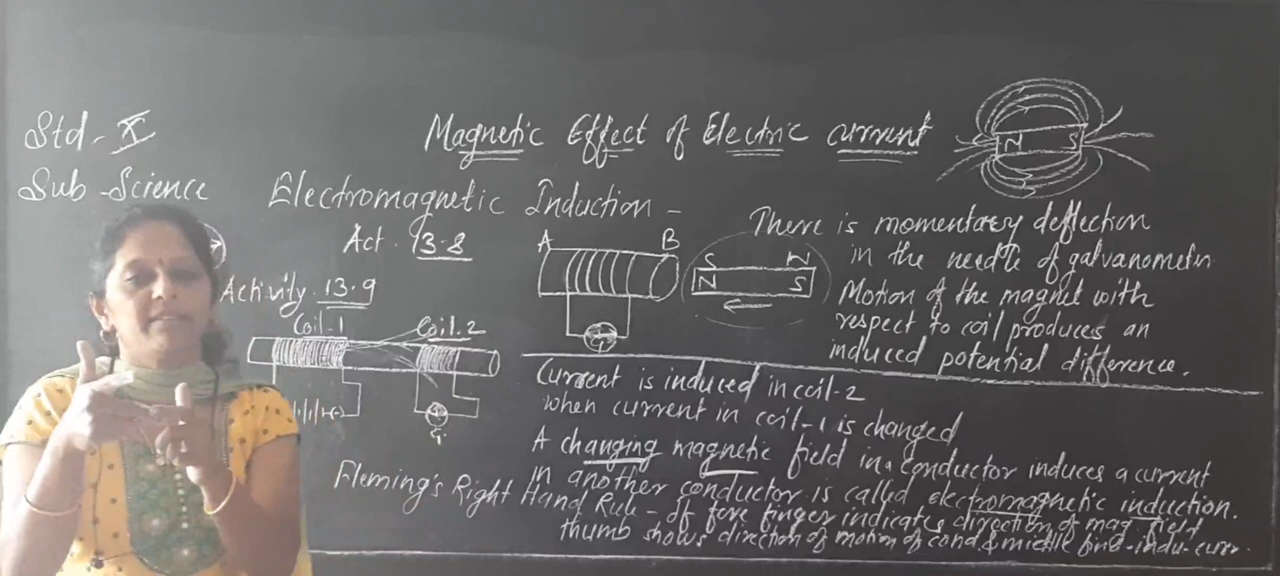 Std - X
Sub - Science
Magnetic Effect of Electric current
N S
Electromagnetic Induction -
Act. 13.8
A B
S N
N S
There is momentary deflection
in the needle of galvanometer
Motion of the magnet with
respect to coil produces an
induced potential difference.
Activity 13.9
Coil-1 Coil-2
G
Current is induced in coil-2
when current in coil-1 is changed
A changing magnetic field in a conductor induces a current
in another conductor is called electromagnetic induction.
Fleming's Right Hand Rule - If fore finger indicates direction of mag. field
thumb shows direction of motion of cond. & middle fing - indu - curr.